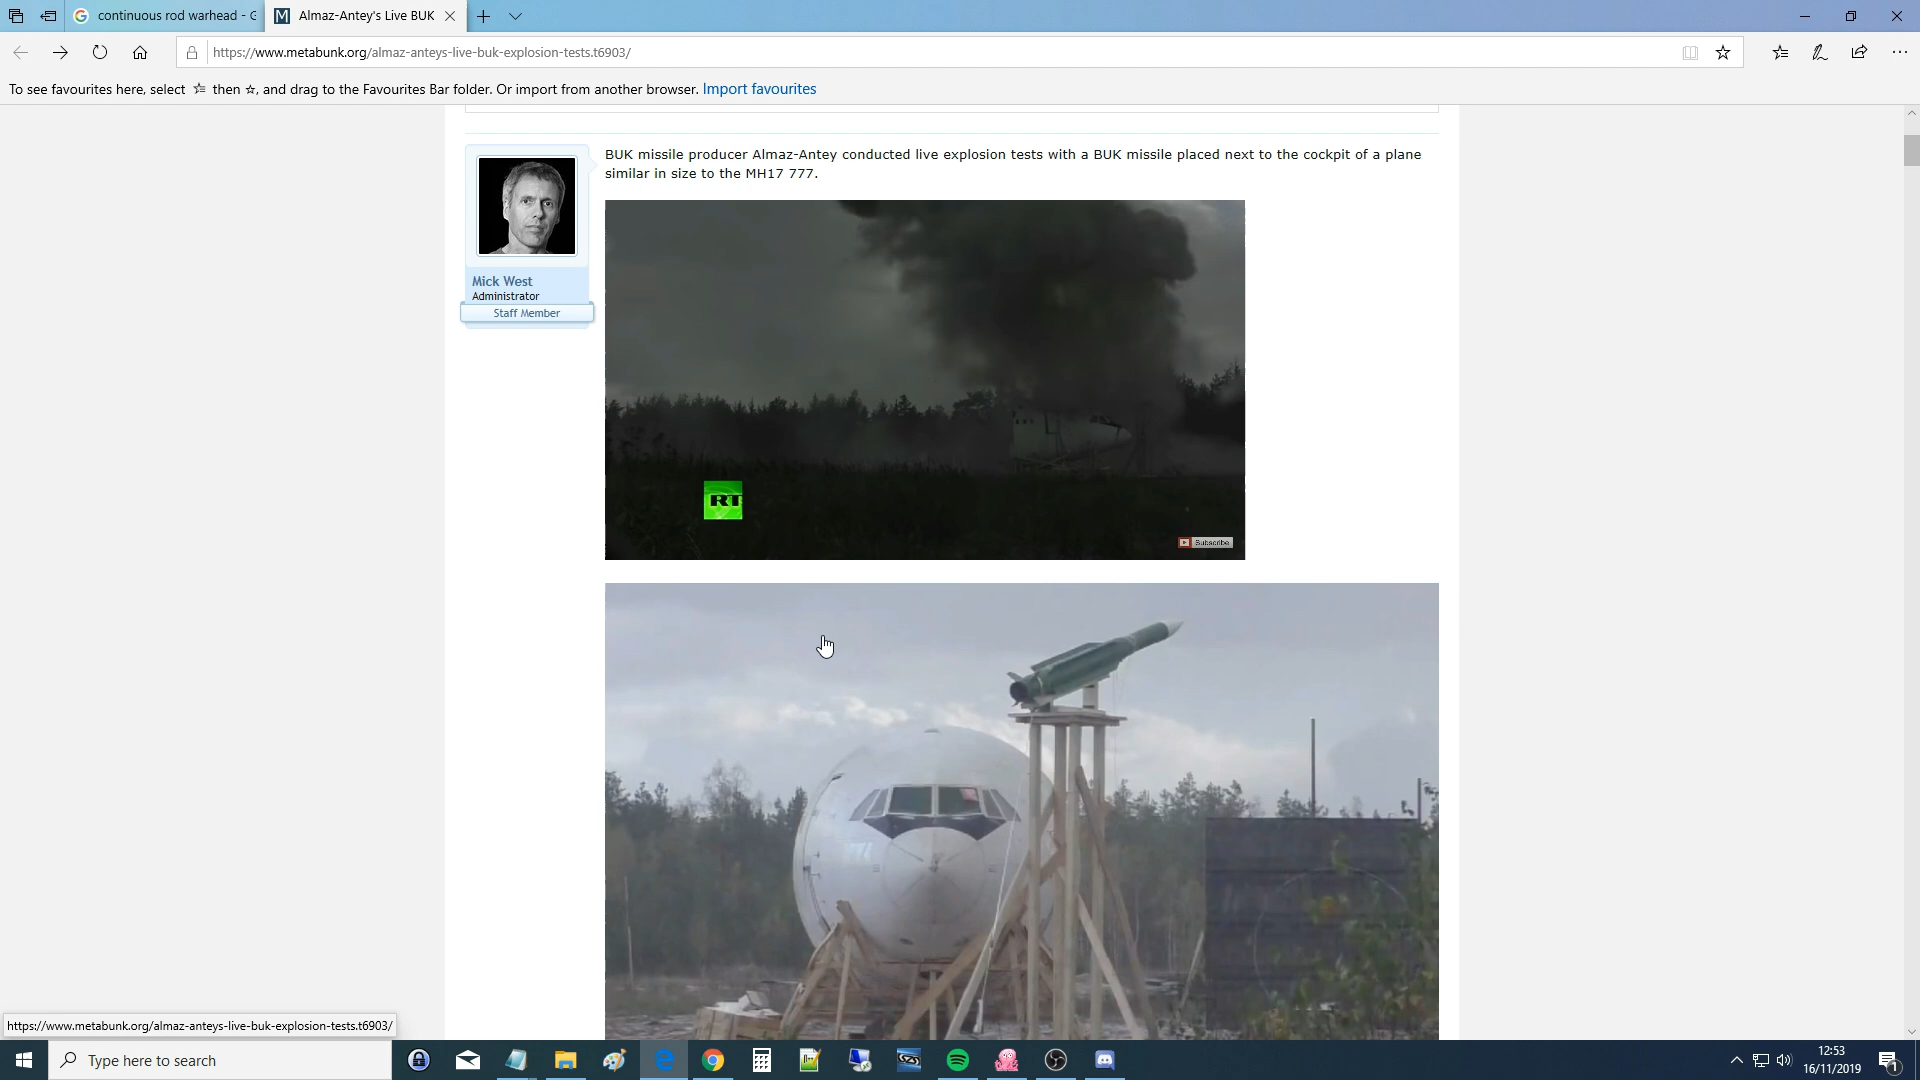 continuous rod warhead - G
Almaz-Antey's Live BUK
https://www.metabunk.org/almaz-anteys-live-buk-explosion-tests.t6903/
To see favourites here, select then , and drag to the Favourites Bar folder. Or import from another browser. Import favourites
BUK missile producer Almaz-Antey conducted live explosion tests with a BUK missile placed next to the cockpit of a plane
similar in size to the MH17 777.
Mick West
Administrator
Staff Member
RT
Subscribe
https://www.metabunk.org/almaz-anteys-live-buk-explosion-tests.t6903/
Type here to search
12:53
16/11/2019
1